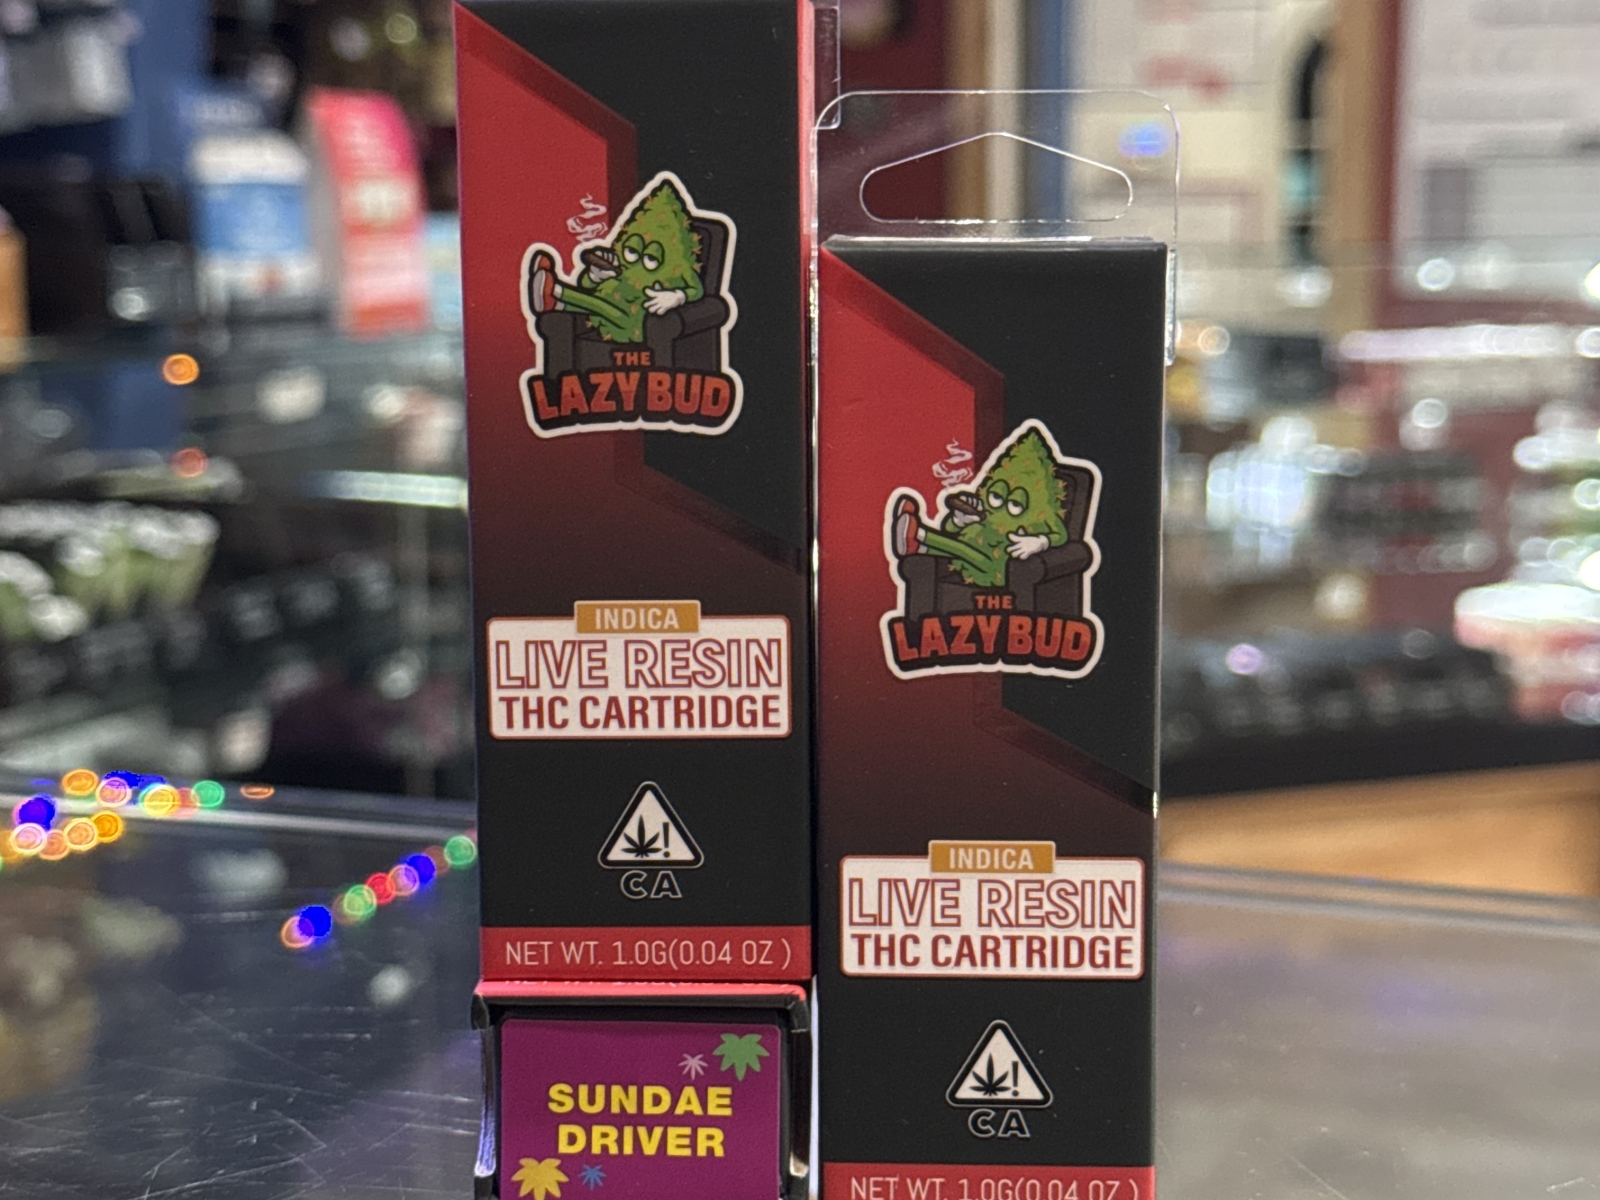 THE
LAZY BUD
INDICA
LIVE RESIN
THC CARTRIDGE
CA
NET WT. 1.0G(0.04 OZ )
SUNDAE
DRIVER
THE
LAZY BUD
INDICA
LIVE RESIN
THC CARTRIDGE
CA
NET WT. 1.0G(0.04 OZ )